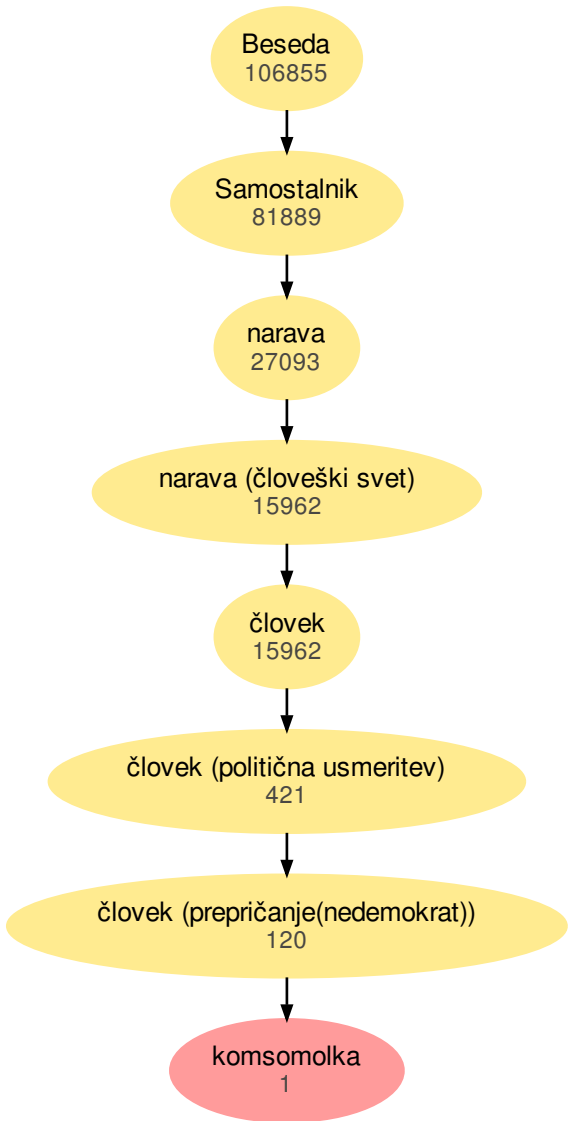 Beseda
106855
Samostalnik
81889
narava
27093
narava (človeški svet)
15962
človek
15962
človek (politična usmeritev)
421
človek (prepričanje(nedemokrat))
120
komsomolka
1